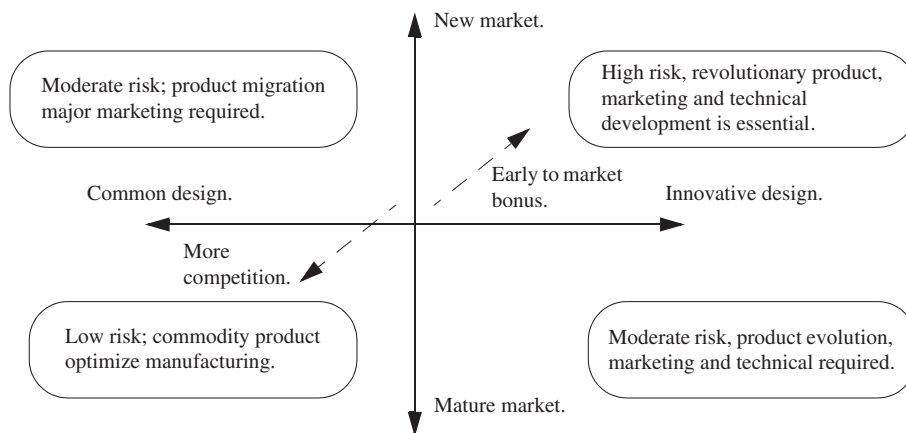 New market.
Moderate risk; product migration
major marketing required.
High risk, revolutionary product,
marketing and technical
development is essential.
Early to market
bonus.
Common design.
Innovative design.
More
competition.
Low risk; commodity product
optimize manufacturing.
Moderate risk, product evolution,
marketing and technical required.
Mature market.